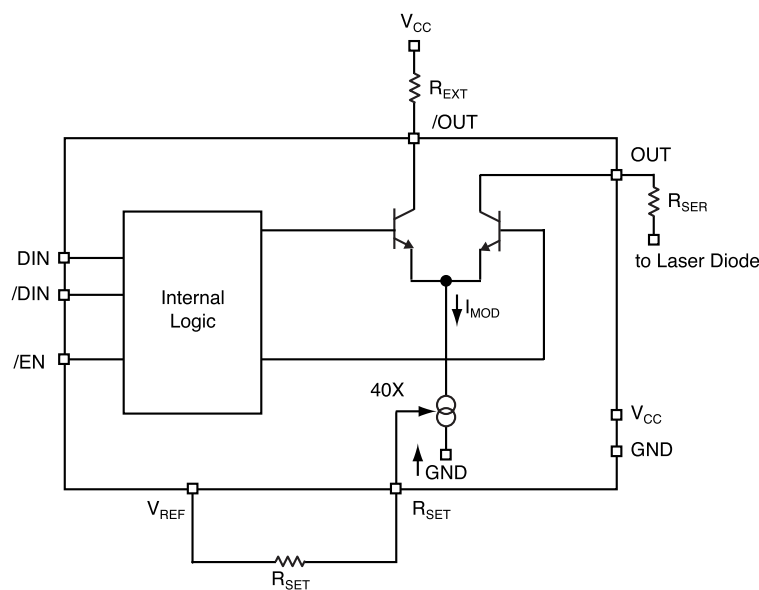 VCC
REXT
/OUT
OUT
RSER
to Laser Diode
DIN
/DIN
/EN
Internal
Logic
IMOD
40X
GND
VCC
GND
VREF
RSET
RSET